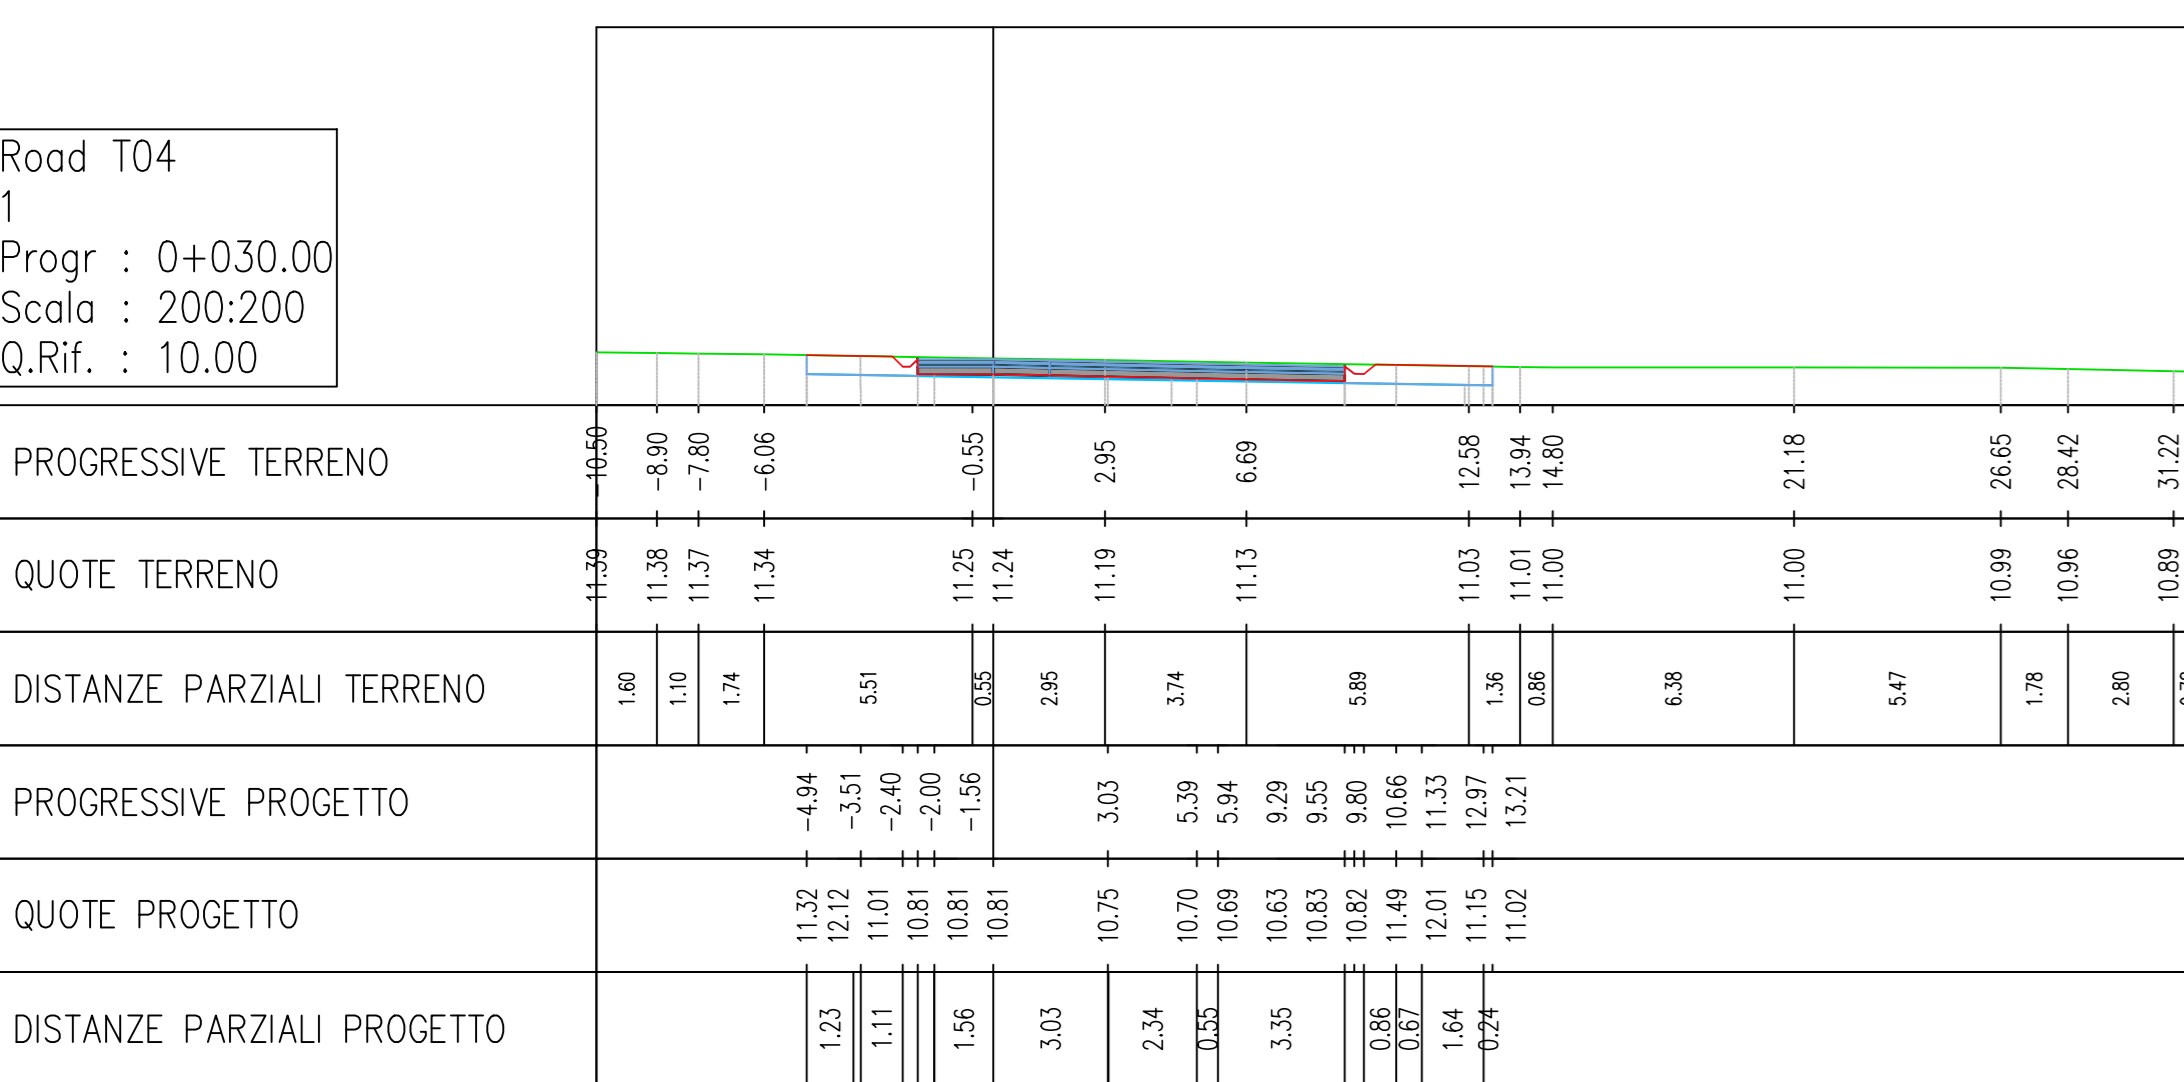 Road T04
1
Progr : 0+030.00
Scala : 200:200
Q.Rif. : 10.00
PROGRESSIVE TERRENO -10.50 -8.90 -7.80 -6.06 -0.55 2.95 6.69 12.58 13.94 14.80 21.18 26.65 28.42 31.22
QUOTE TERRENO 11.39 11.38 11.37 11.34 11.25 11.24 11.19 11.13 11.03 11.01 11.00 11.00 10.99 10.96 10.89
DISTANZE PARZIALI TERRENO 1.60 1.10 1.74 5.51 0.55 2.95 3.74 5.89 1.36 0.86 6.38 5.47 1.78 2.80
PROGRESSIVE PROGETTO -4.94 -3.51 -2.40 -2.00 -1.56 3.03 5.39 5.94 9.29 9.55 9.80 10.66 11.33 12.97 13.21
QUOTE PROGETTO 11.32 12.12 11.01 10.81 10.81 10.81 10.75 10.70 10.69 10.63 10.83 10.82 11.49 12.01 11.15 11.02
DISTANZE PARZIALI PROGETTO 1.23 1.11 1.56 3.03 2.34 0.55 3.35 0.86 0.67 1.64 0.24